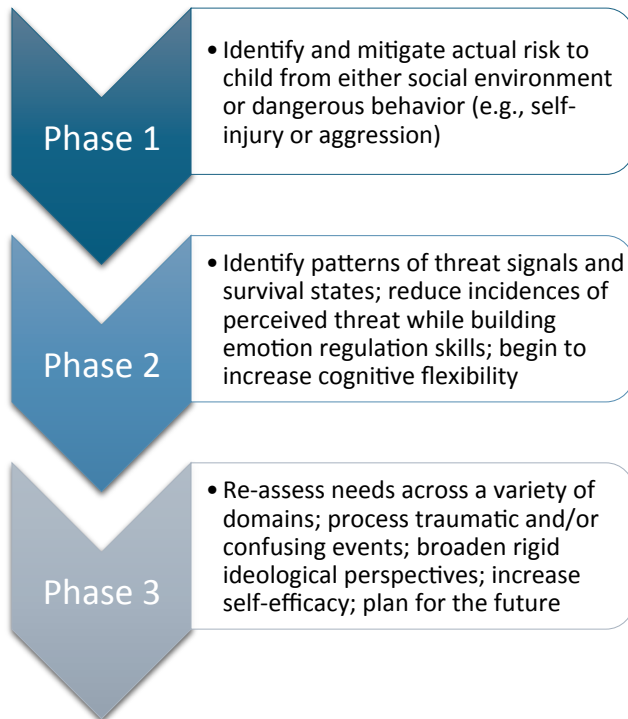 Phase 1
• Identify and mitigate actual risk to
child from either social environment
or dangerous behavior (e.g., self-
injury or aggression)
Phase 2
• Identify patterns of threat signals and
survival states; reduce incidences of
perceived threat while building
emotion regulation skills; begin to
increase cognitive flexibility
Phase 3
• Re-assess needs across a variety of
domains; process traumatic and/or
confusing events; broaden rigid
ideological perspectives; increase
self-efficacy; plan for the future